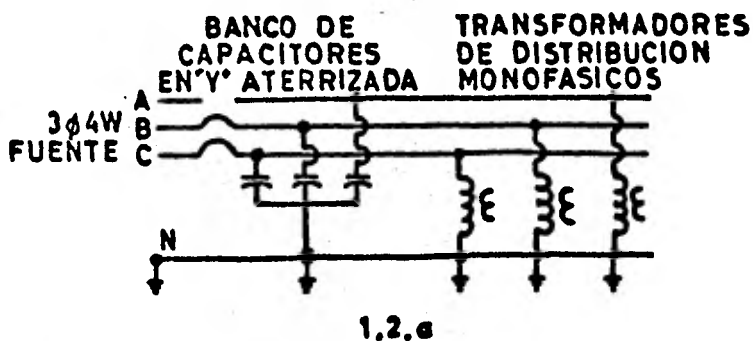 BANCO DE
CAPACITORES
EN "Y" ATERRIZADA
TRANSFORMADORES
DE DISTRIBUCION
MONOFASICOS
A
3ϕ4W B
FUENTE C
N
1.2.a